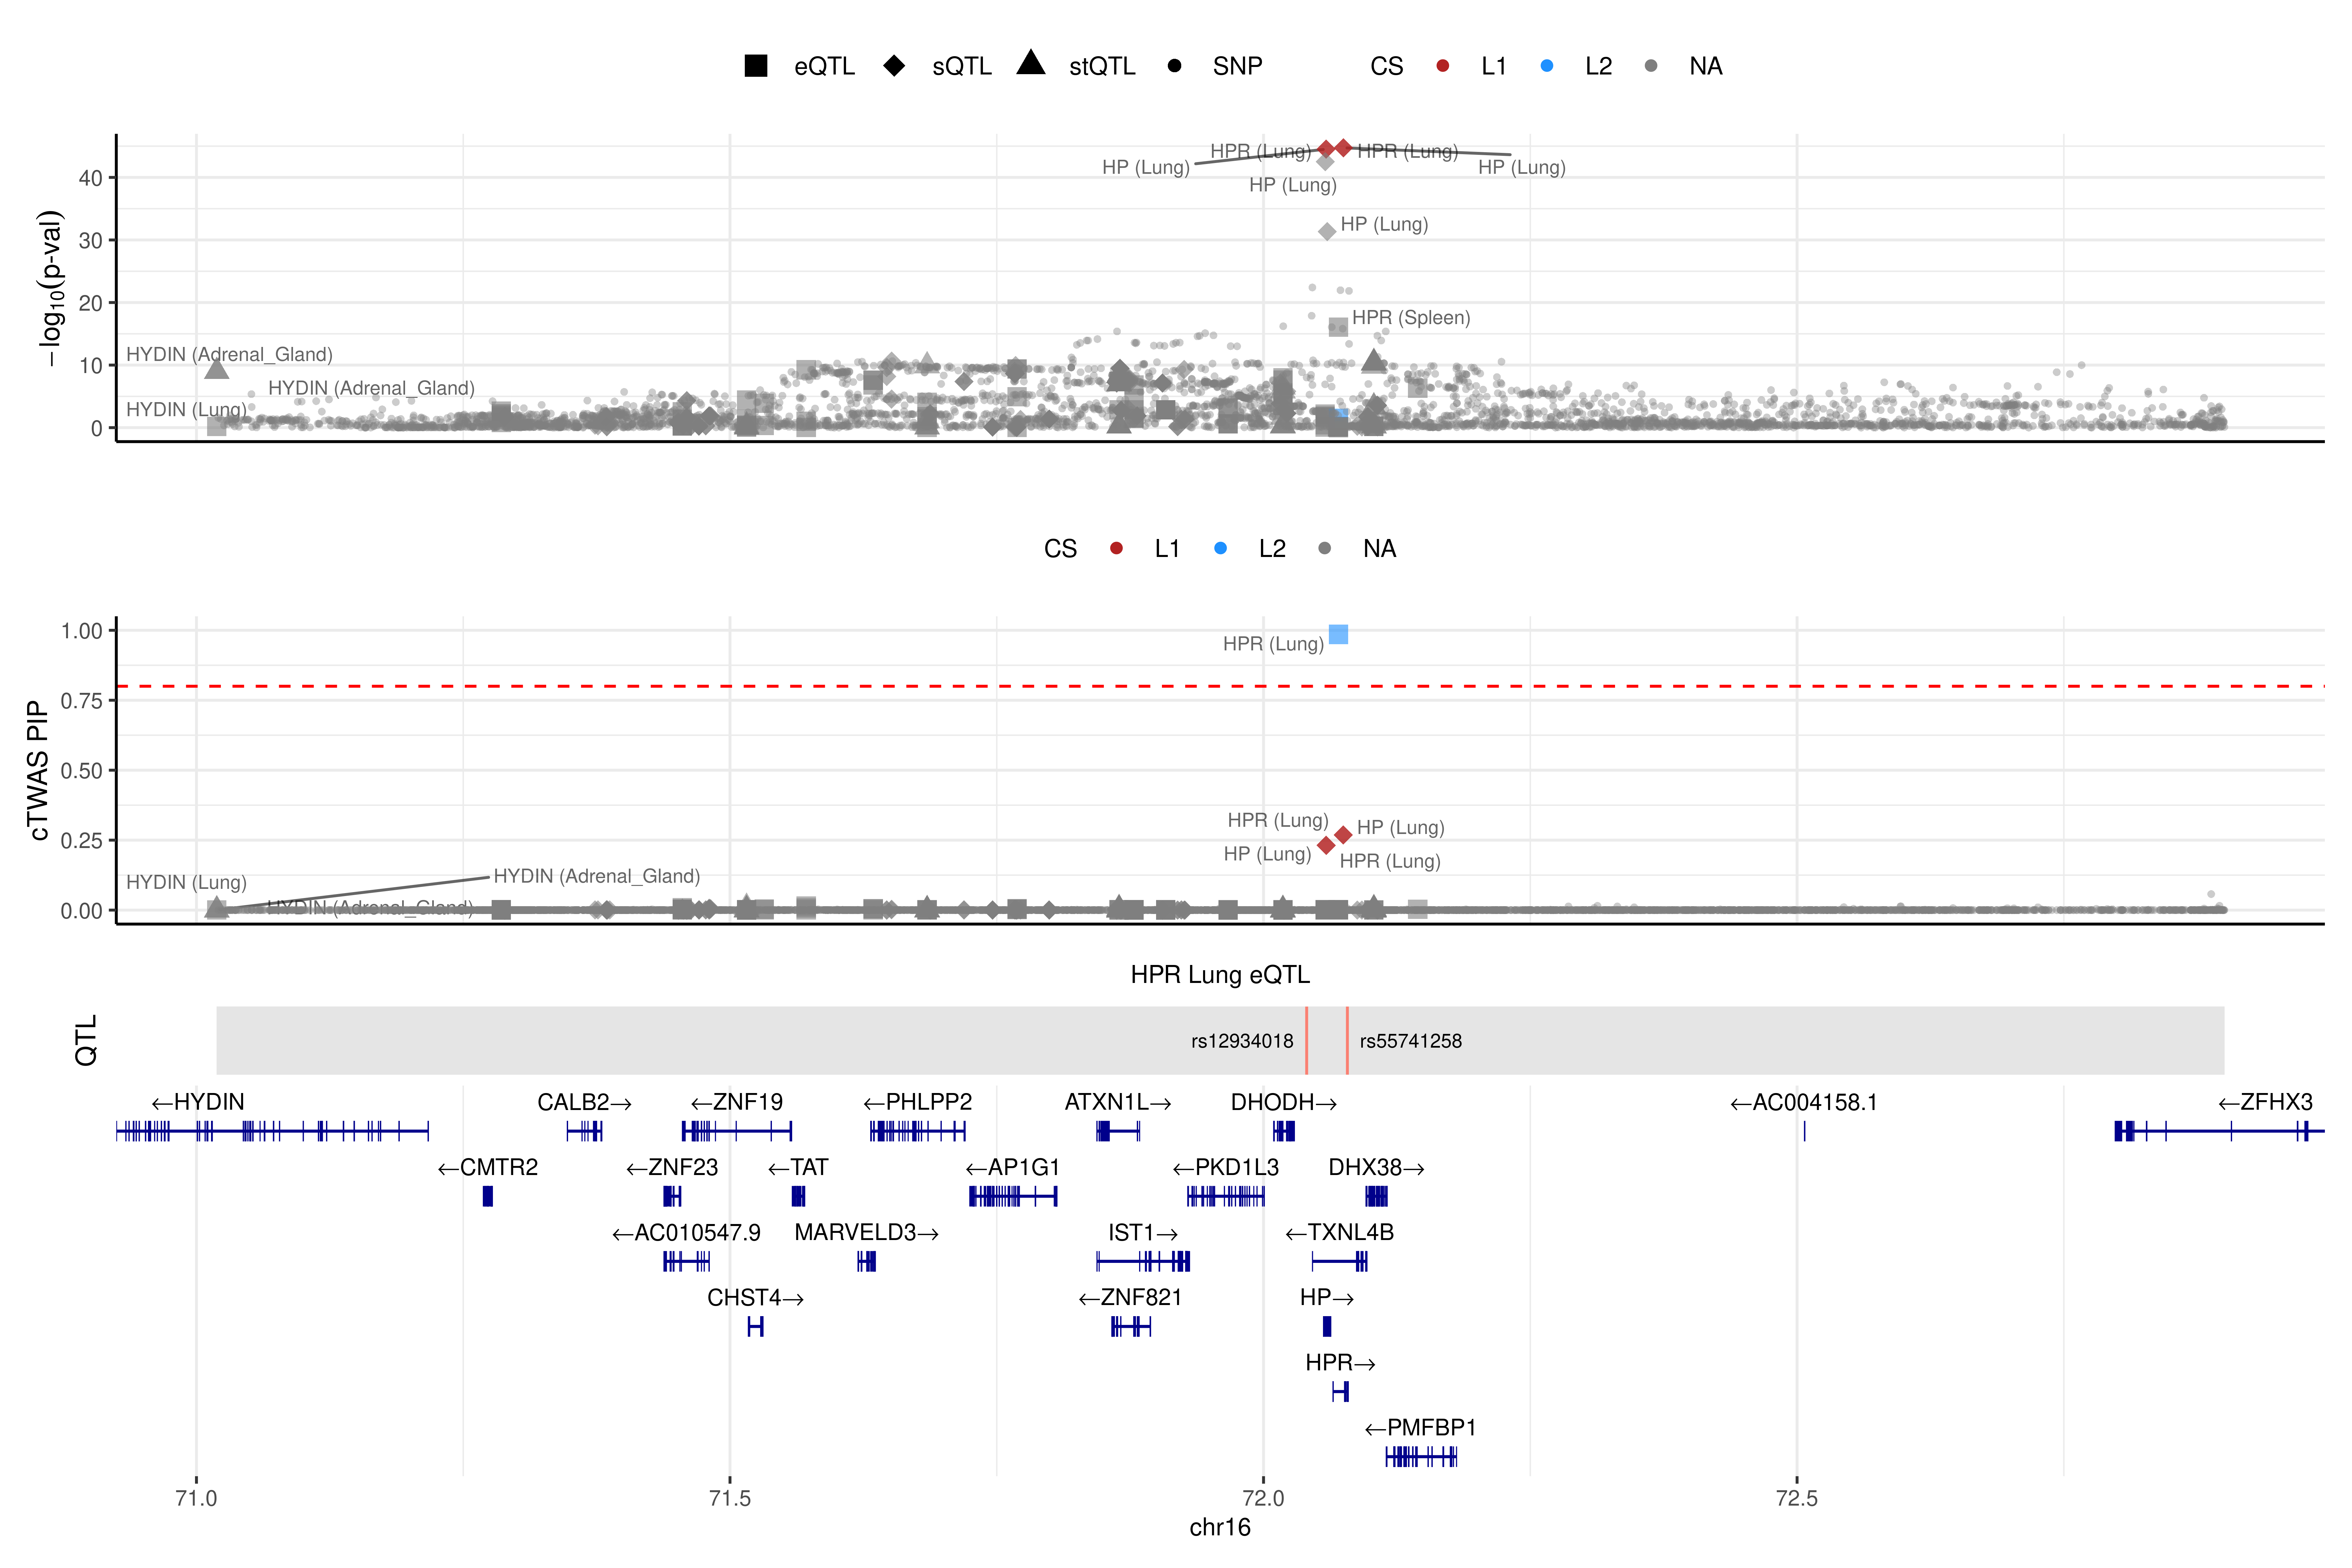 eQTL sQTL stQTL SNP CS L1 L2 NA
−log10(p-val)
40
30
20
10
0
HPR (Lung) HPR (Lung)
HP (Lung) HP (Lung)
HP (Lung)
HP (Lung)
HPR (Spleen)
HYDIN (Adrenal_Gland)
HYDIN (Adrenal_Gland)
HYDIN (Lung)
CS L1 L2 NA
cTWAS PIP
1.00
0.75
0.50
0.25
0.00
HPR (Lung)
HPR (Lung) HP (Lung)
HP (Lung) HPR (Lung)
HYDIN (Lung) HYDIN (Adrenal_Gland)
HYDIN (Adrenal_Gland)
HPR Lung eQTL
QTL
rs12934018 rs55741258
←HYDIN CALB2→ ←ZNF19 ←PHLPP2 ATXN1L→ DHODH→ ←AC004158.1 ←ZFHX3
←CMTR2 ←ZNF23 ←TAT ←AP1G1 ←PKD1L3 DHX38→
←AC010547.9 MARVELD3→ IST1→ ←TXNL4B
CHST4→ ←ZNF821 HP→
HPR→
←PMFBP1
71.0 71.5 72.0 72.5
chr16